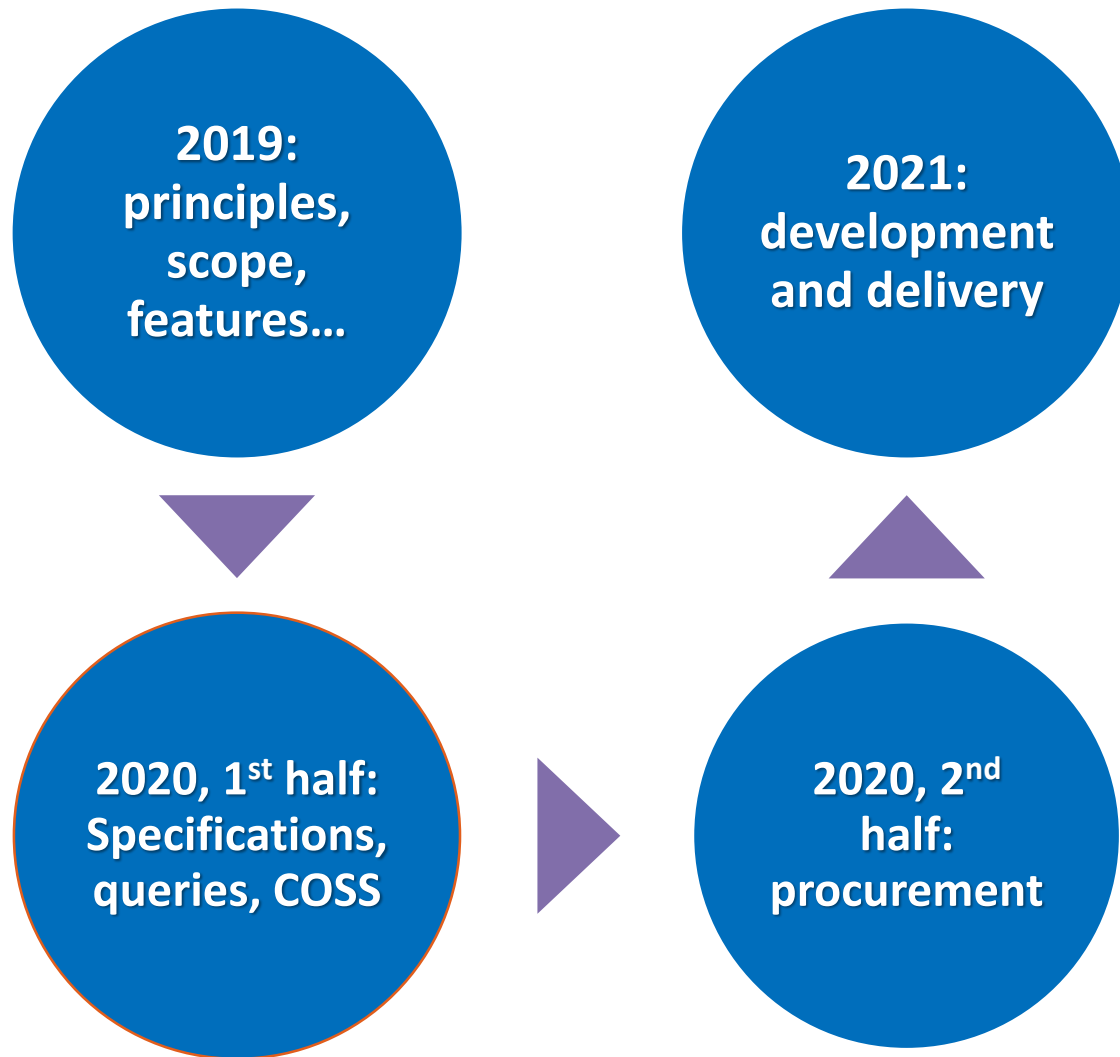 2019:
principles,
scope,
features…
2020, 1st half:
Specifications,
queries, COSS
2020, 2nd
half:
procurement
2021:
development
and delivery